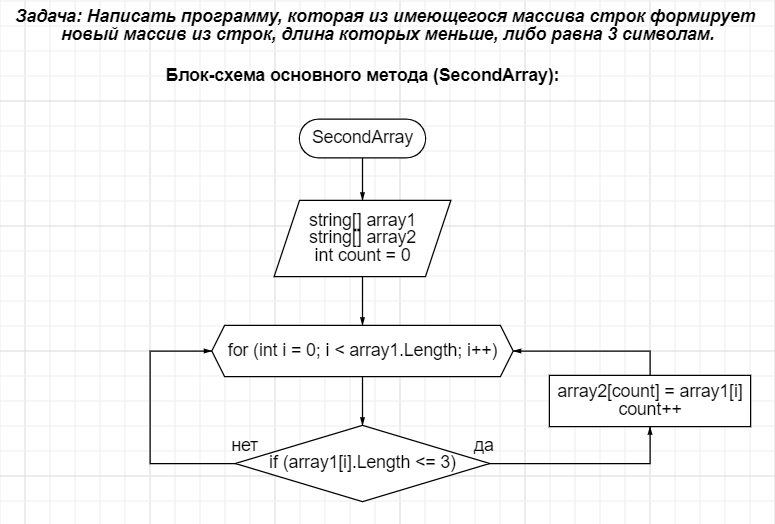 Задача: Написать программу, которая из имеющегося массива строк формирует
новый массив из строк, длина которых меньше, либо равна 3 символам.
Блок-схема основного метода (SecondArray):
SecondArray
string[] array1
string[] array2
int count = 0
for (int i = 0; i < array1.Length; i++)
array2[count] = array1[i]
count++
нет
да
if (array1[i].Length <= 3)